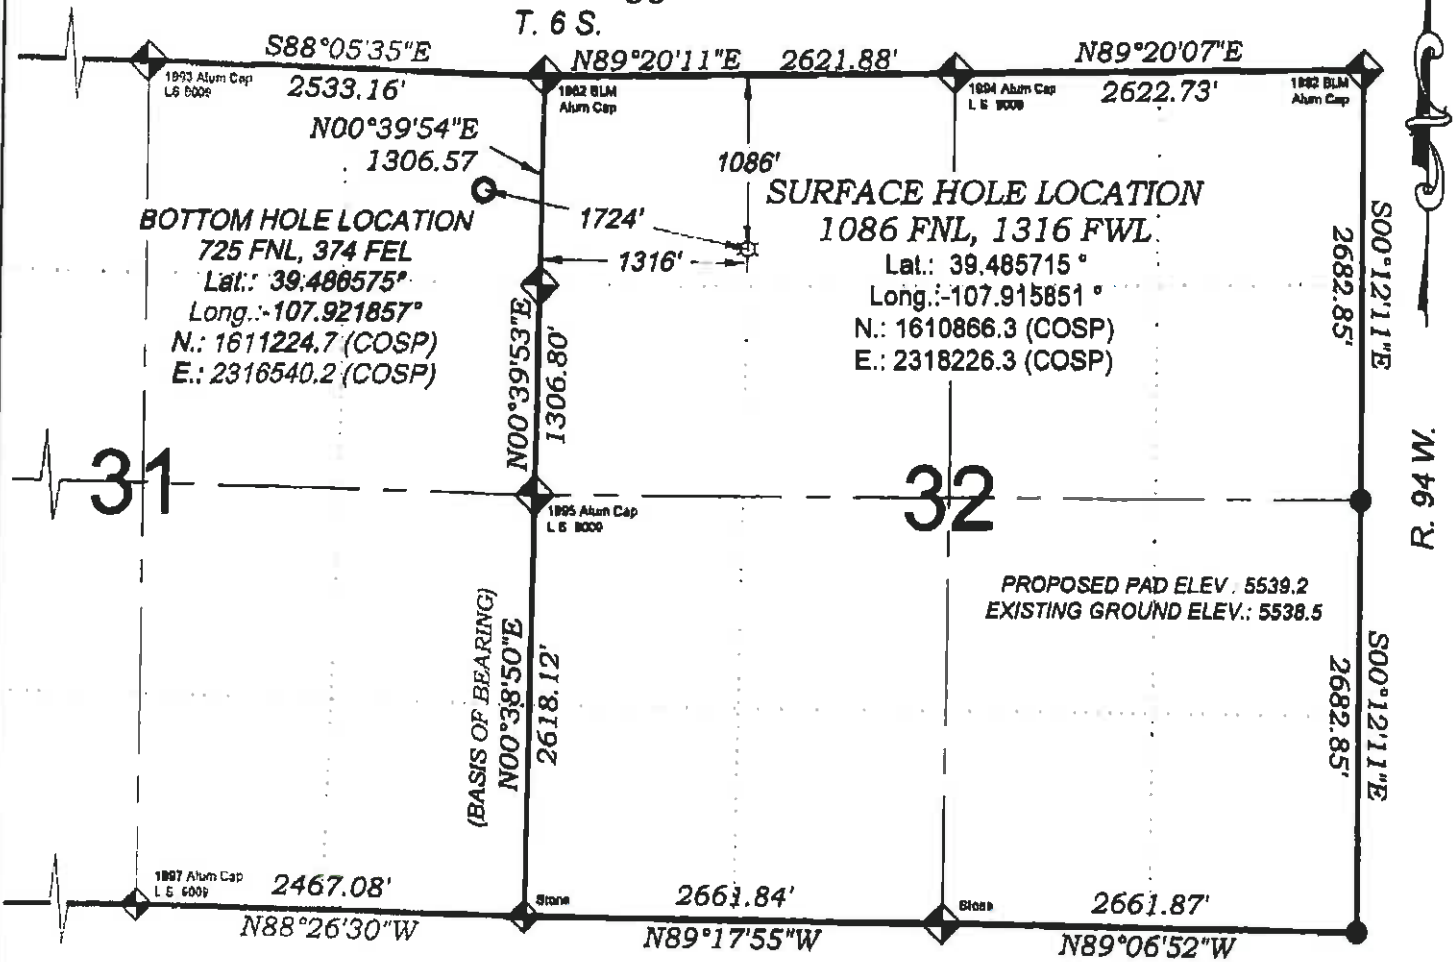 T. 6 S.
S88°05'35"E
2533.16'
N89°20'11"E 2621.88'
N89°20'07"E
2622.73'
1993 Alum Cap
LS 9009
1982 BLM
Alum Cap
1994 Alum Cap
L S 9009
1982 BLM
Alum Cap
N00°39'54"E
1306.57
1086'
1724'
1316'
BOTTOM HOLE LOCATION
725 FNL, 374 FEL
Lat.: 39.486575°
Long.:-107.921857°
N.: 1611224.7 (COSP)
E.: 2316540.2 (COSP)
SURFACE HOLE LOCATION
1086 FNL, 1316 FWL
Lat.: 39.485715 °
Long.:-107.915851 °
N.: 1610866.3 (COSP)
E.: 2318226.3 (COSP)
S00°12'11"E
2682.85'
N00°39'53"E
1306.80'
R. 94 W.
31
32
1995 Alum Cap
L S 9009
PROPOSED PAD ELEV.: 5539.2
EXISTING GROUND ELEV.: 5538.5
(BASIS OF BEARING)
N00°38'50"E
2618.12'
S00°12'11"E
2682.85'
1997 Alum Cap
L S 9009
2467.08'
N88°26'30"W
Stone
2661.84'
N89°17'55"W
Stone
2661.87'
N89°06'52"W